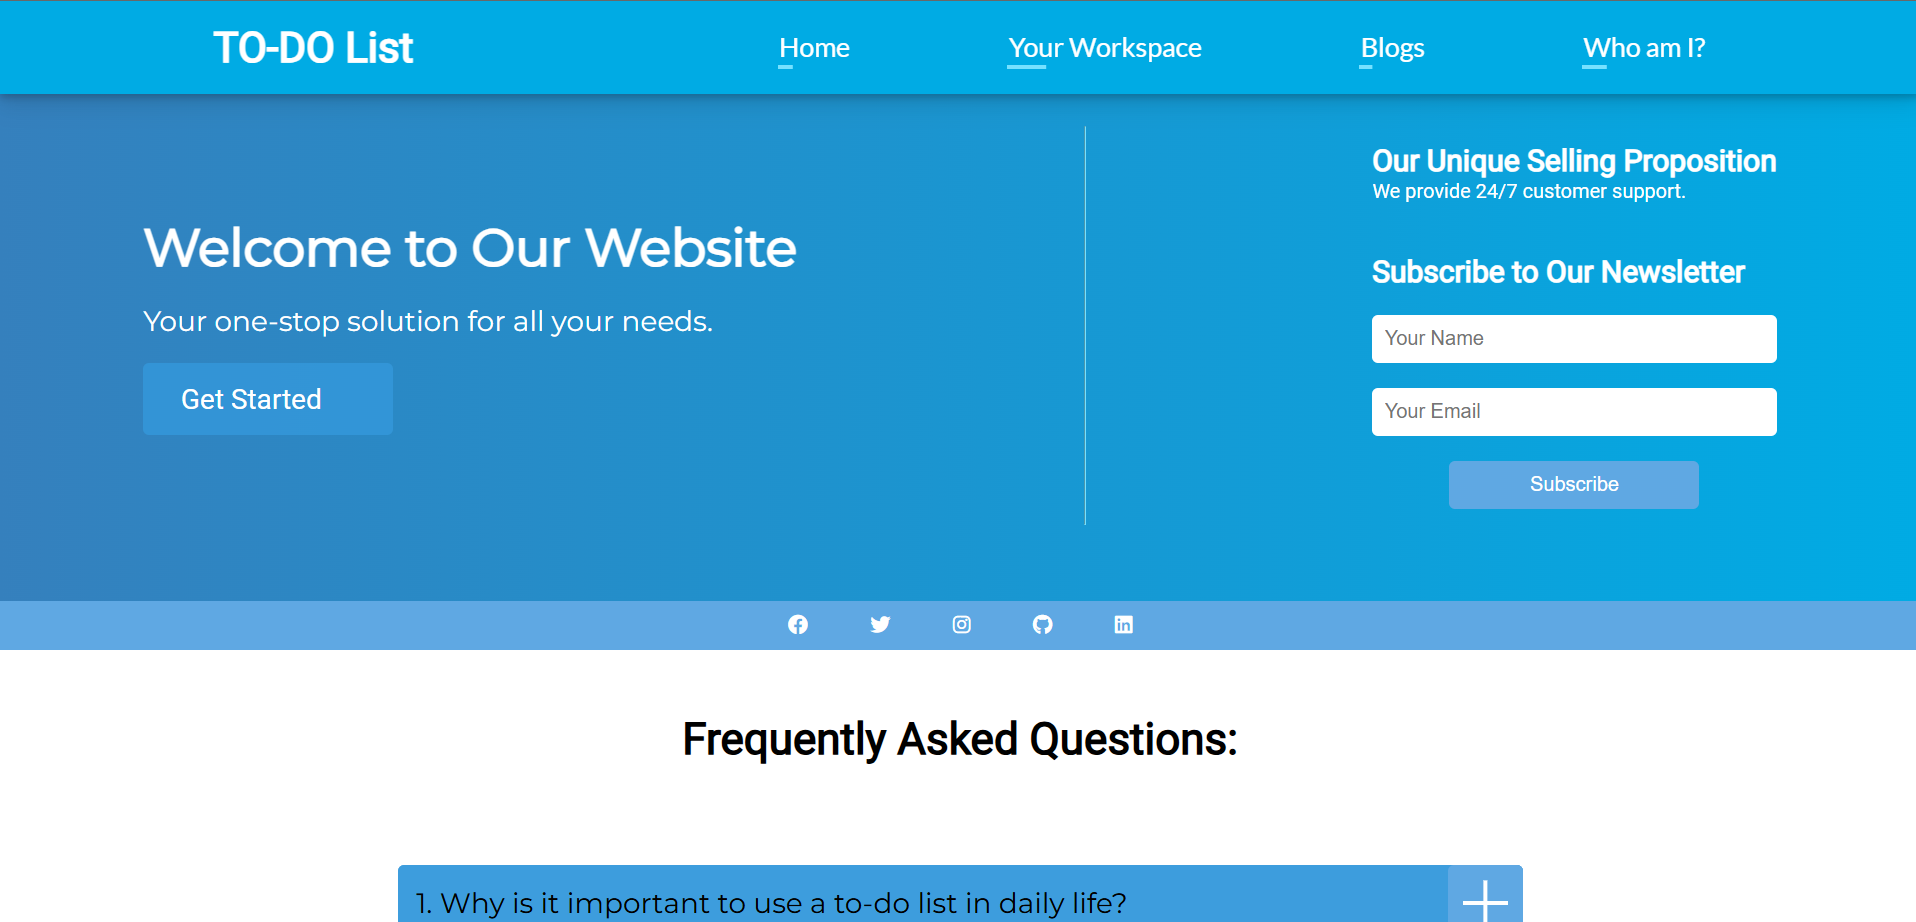 TO-DO List
Home
Your Workspace
Blogs
Who am I?
Welcome to Our Website
Your one-stop solution for all your needs.
Get Started
Our Unique Selling Proposition
We provide 24/7 customer support.
Subscribe to Our Newsletter
Your Name
Your Email
Subscribe
Frequently Asked Questions:
1. Why is it important to use a to-do list in daily life?